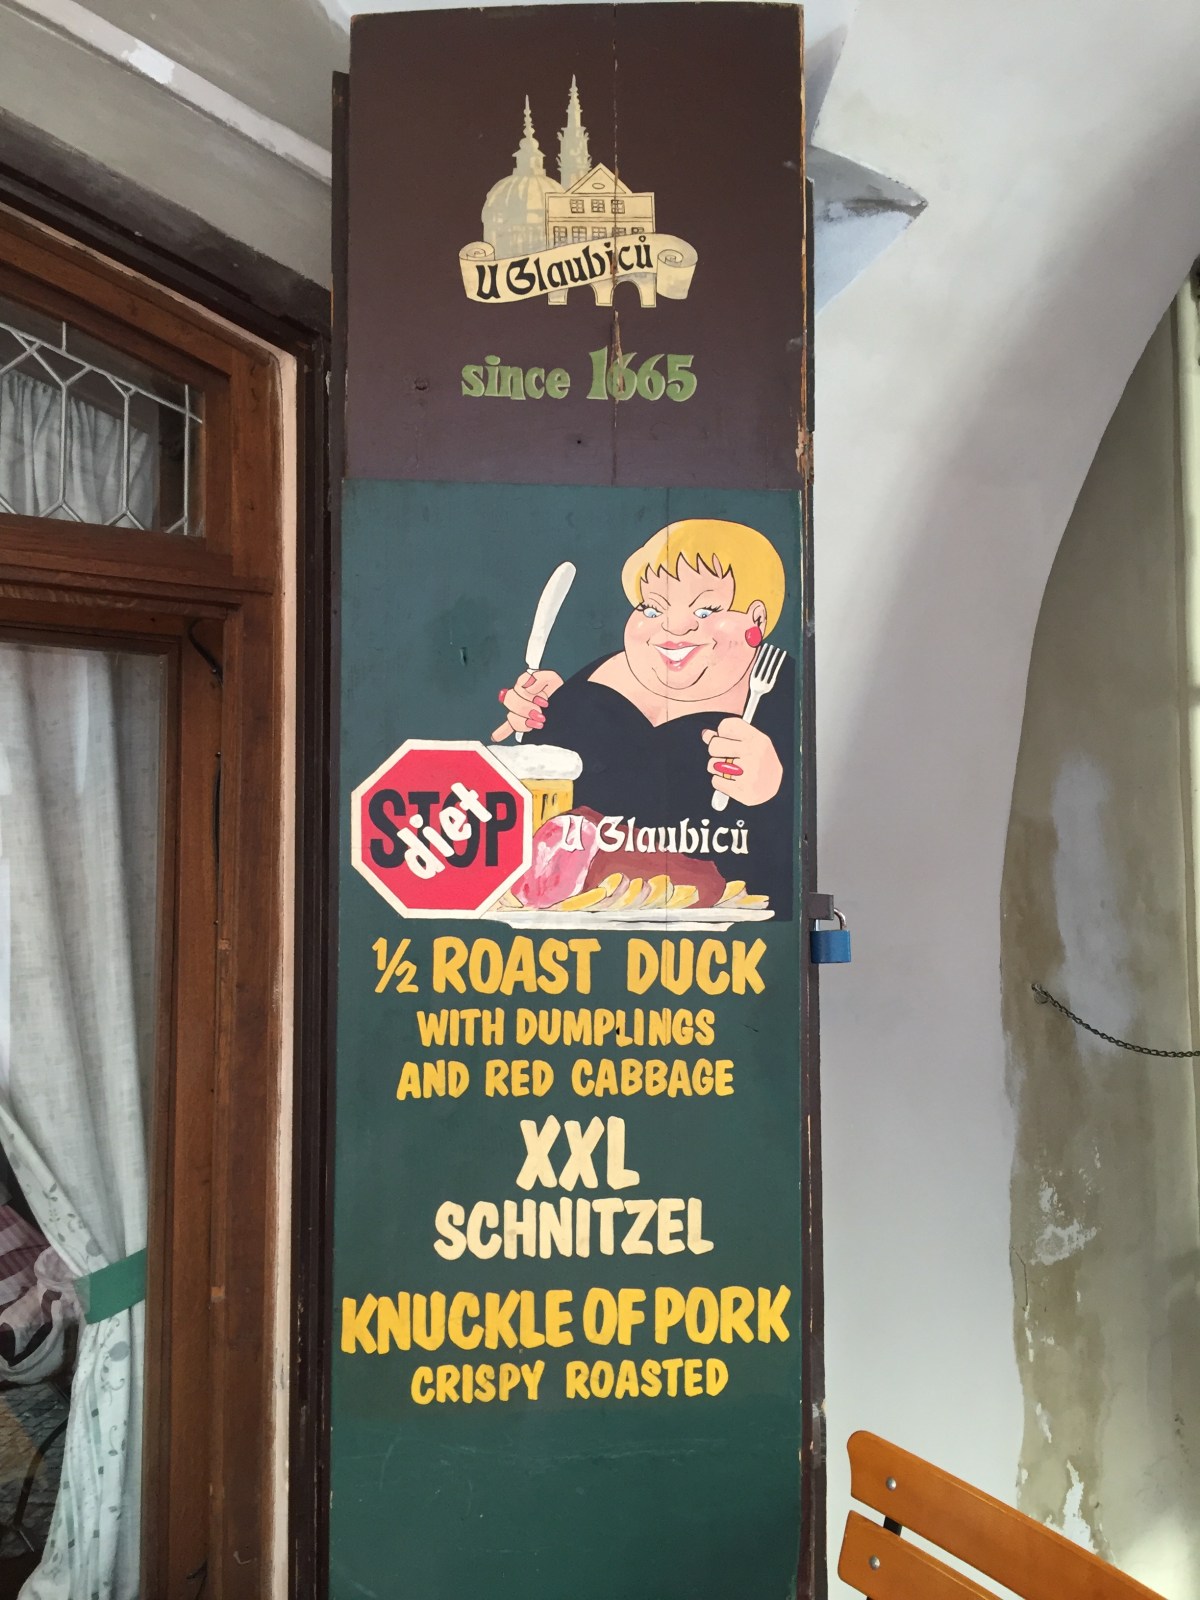 U Glaubiců
since 1665
STOP
diet
U Glaubiců
½ ROAST DUCK
WITH DUMPLINGS
AND RED CABBAGE
XXL
SCHNITZEL
KNUCKLE OF PORK
CRISPY ROASTED